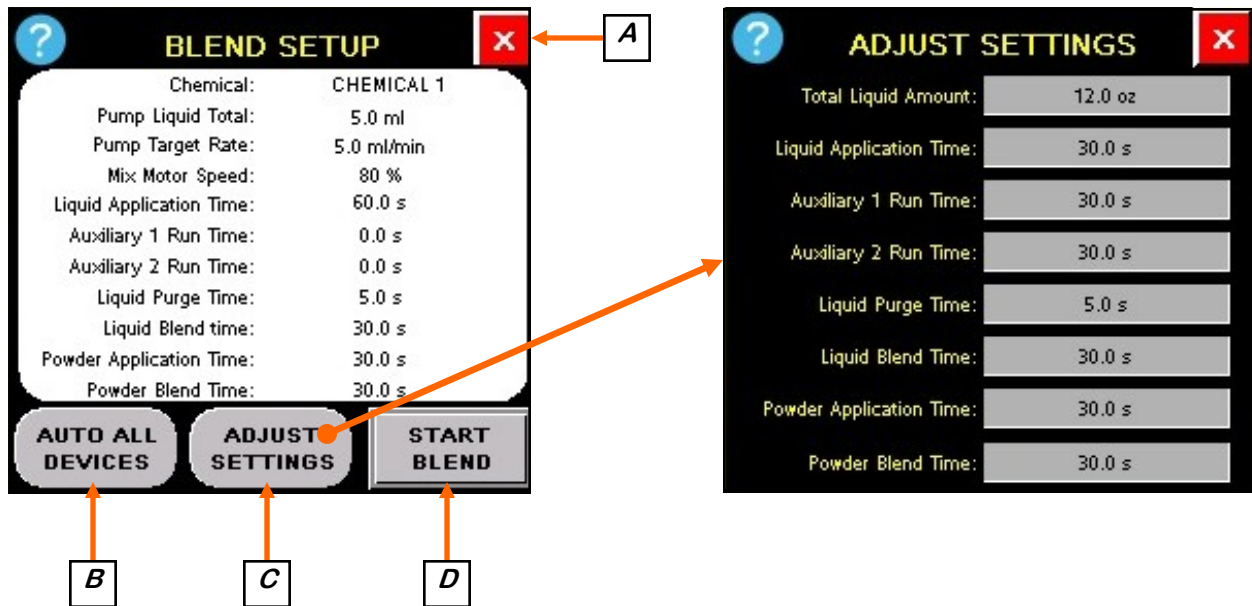 ?
BLEND SETUP
X
A
Chemical: CHEMICAL 1
Pump Liquid Total: 5.0 ml
Pump Target Rate: 5.0 ml/min
Mix Motor Speed: 80 %
Liquid Application Time: 60.0 s
Auxiliary 1 Run Time: 0.0 s
Auxiliary 2 Run Time: 0.0 s
Liquid Purge Time: 5.0 s
Liquid Blend time: 30.0 s
Powder Application Time: 30.0 s
Powder Blend Time: 30.0 s
AUTO ALL
DEVICES
ADJUST
SETTINGS
START
BLEND
B
C
D
?
ADJUST SETTINGS
X
Total Liquid Amount: 12.0 oz
Liquid Application Time: 30.0 s
Auxiliary 1 Run Time: 30.0 s
Auxiliary 2 Run Time: 30.0 s
Liquid Purge Time: 5.0 s
Liquid Blend Time: 30.0 s
Powder Application Time: 30.0 s
Powder Blend Time: 30.0 s